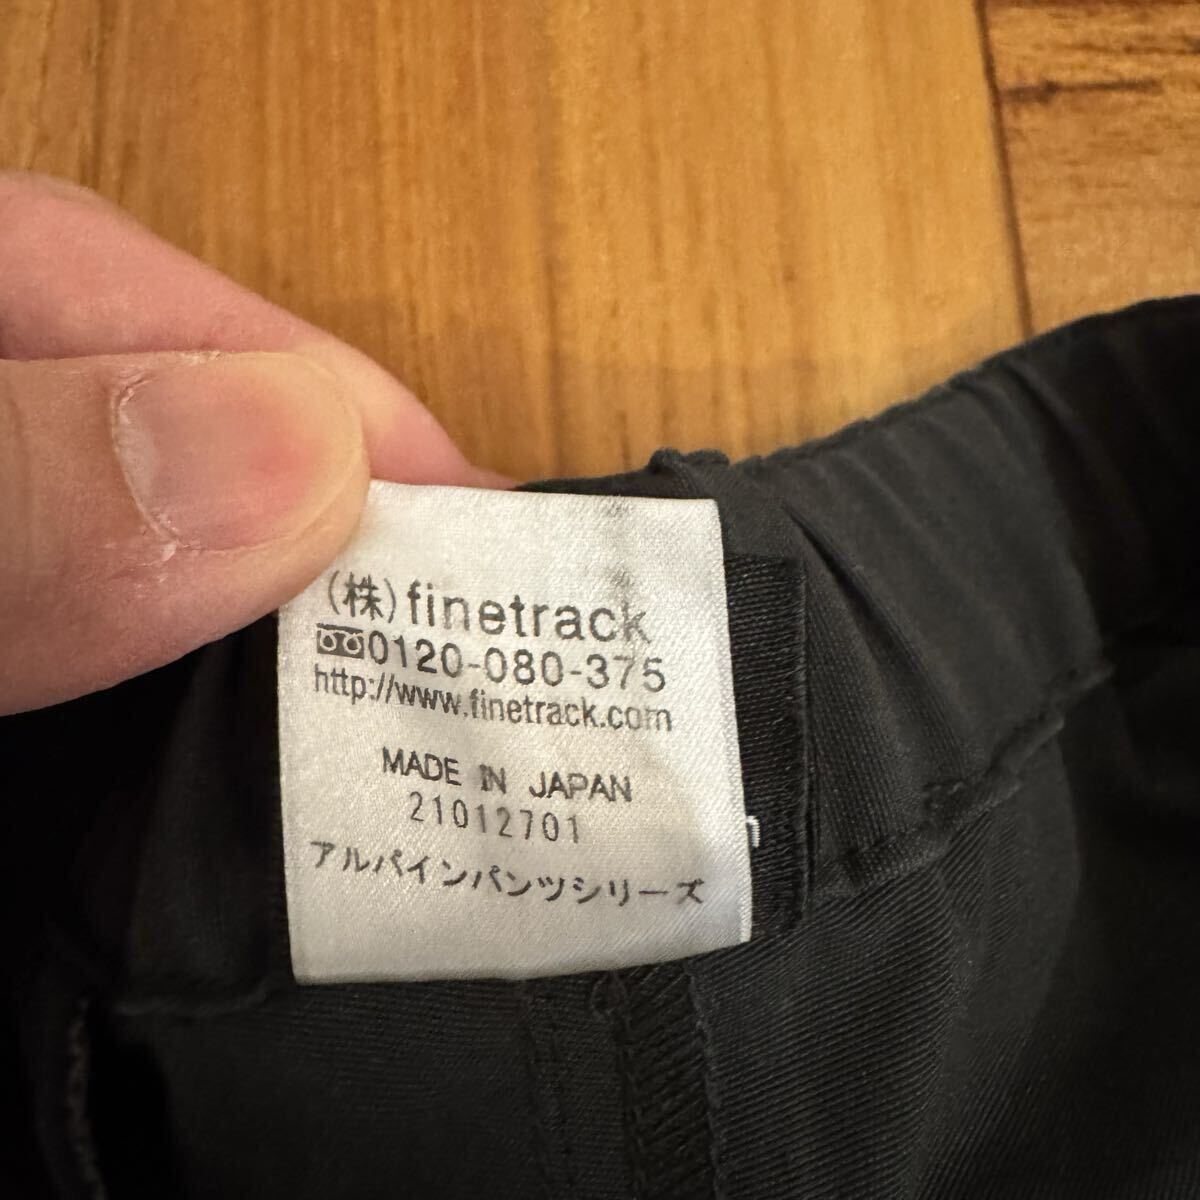 (株)finetrack
0120-080-375
http://www.finetrack.com
MADE IN JAPAN
21012701
アルパインパンツシリーズ